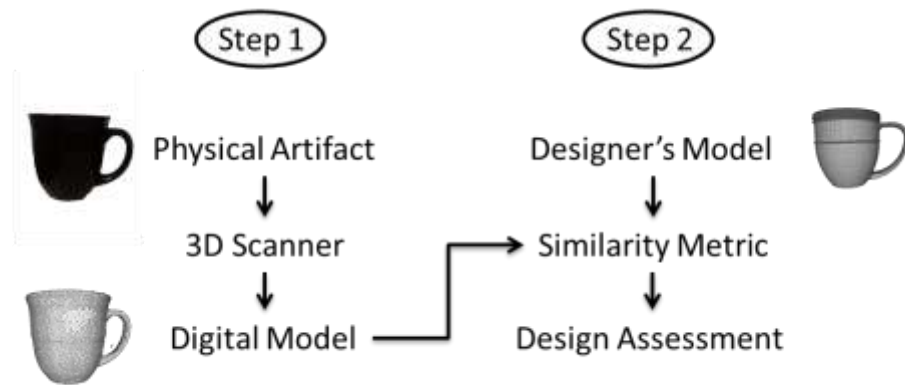 Step 1
Step 2
Physical Artifact
Designer's Model
3D Scanner
Similarity Metric
Digital Model
Design Assessment